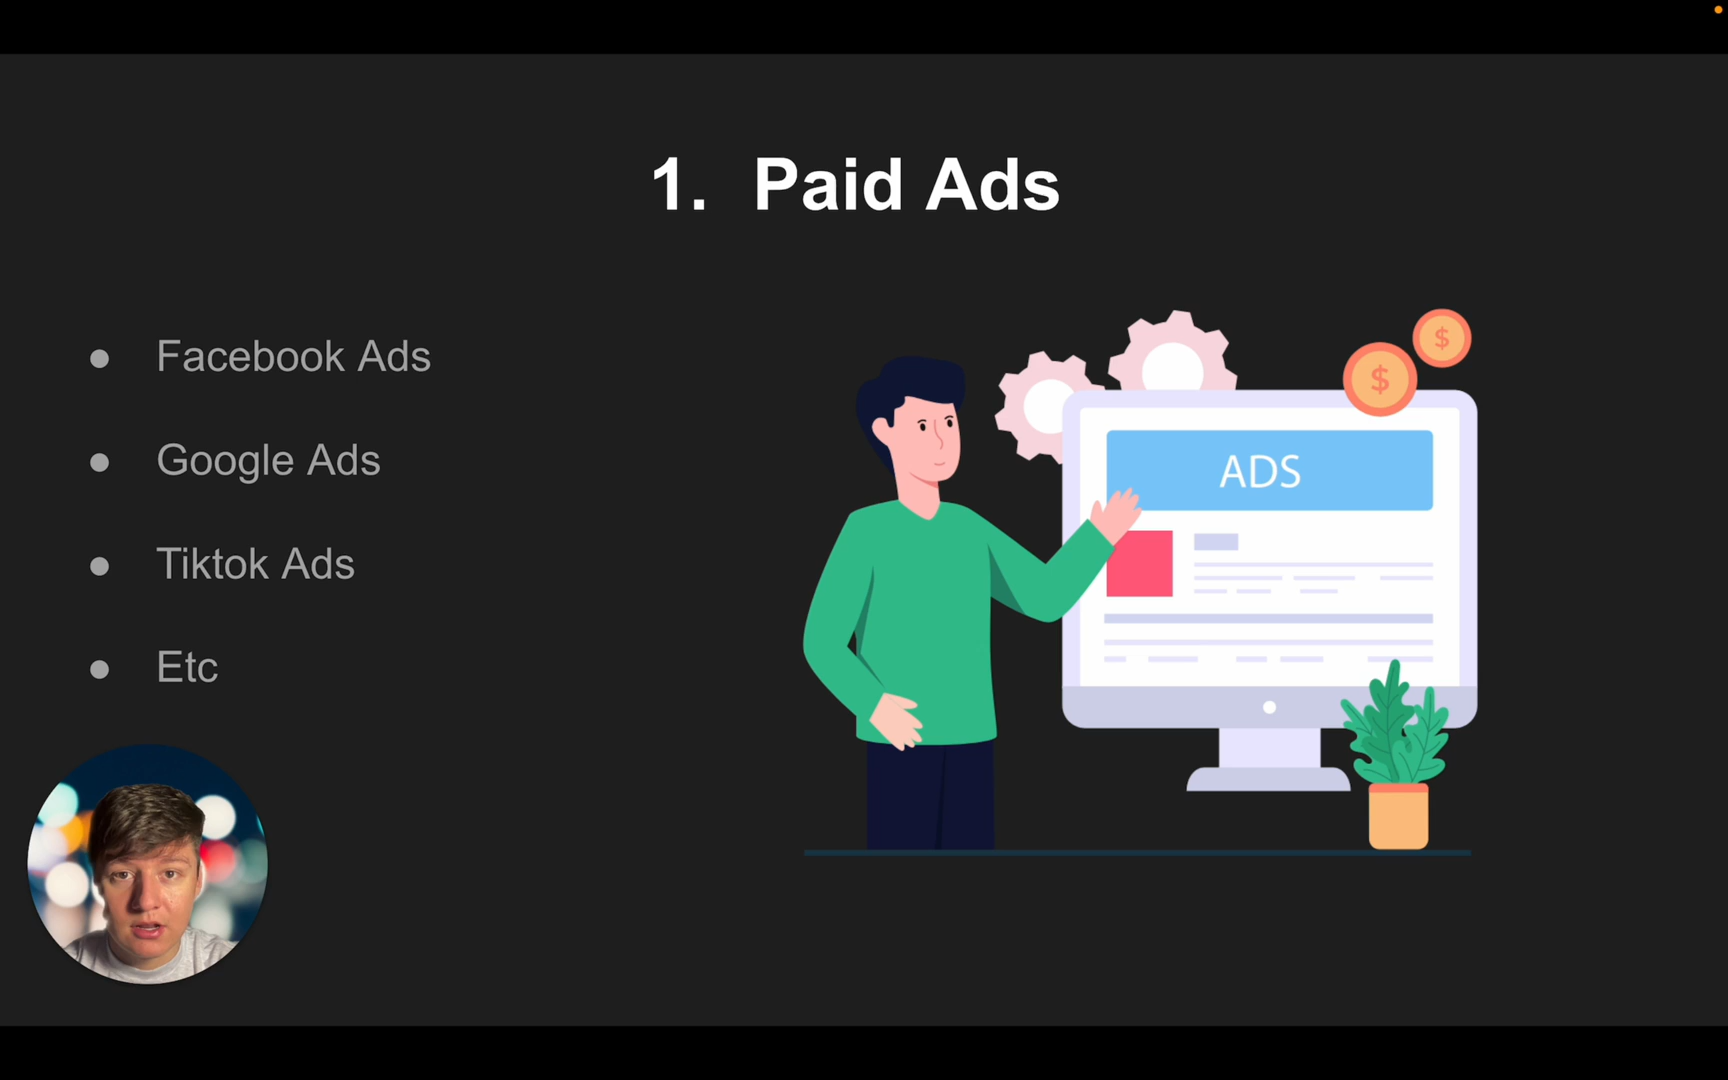 1. Paid Ads
● Facebook Ads
● Google Ads
● Tiktok Ads
● Etc
$
$
ADS